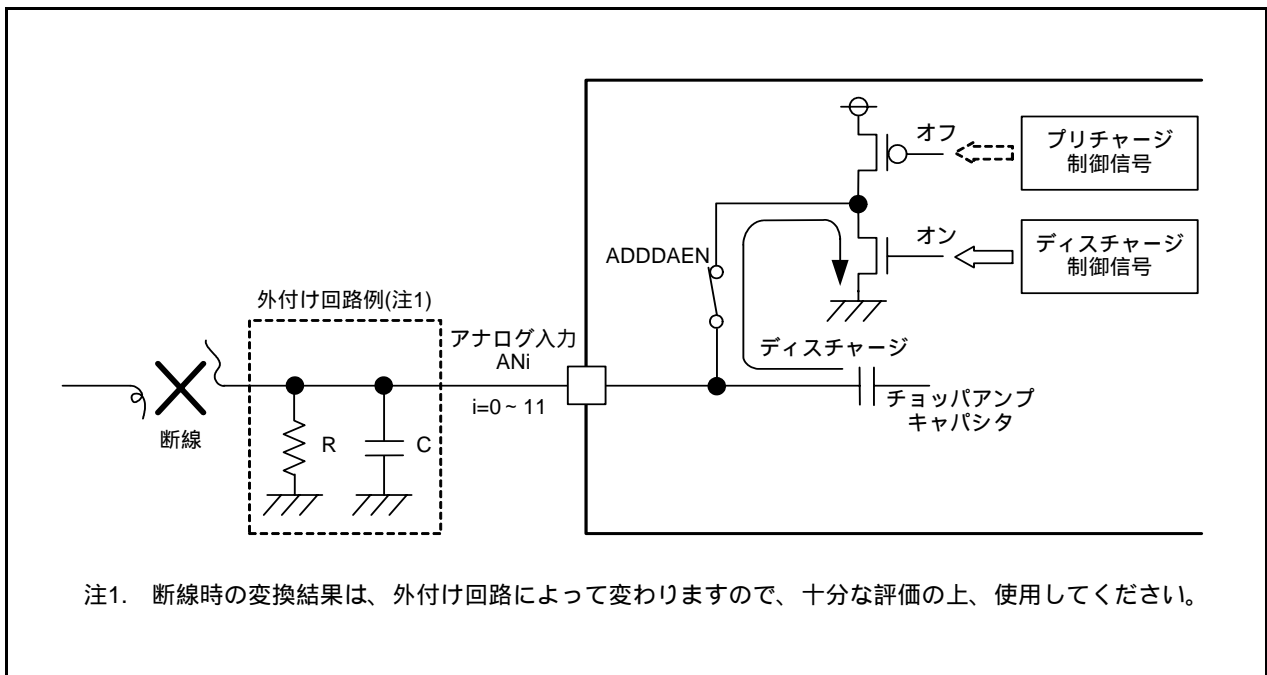 オフ
プリチャージ
制御信号
オン
ディスチャージ
制御信号
ADDDAEN
外付け回路例(注1)
アナログ入力
ANi
i=0~11
ディスチャージ
チョッパアンプ
キャパシタ
断線
R
C
注1. 断線時の変換結果は、外付け回路によって変わりますので、十分な評価の上、使用してください。